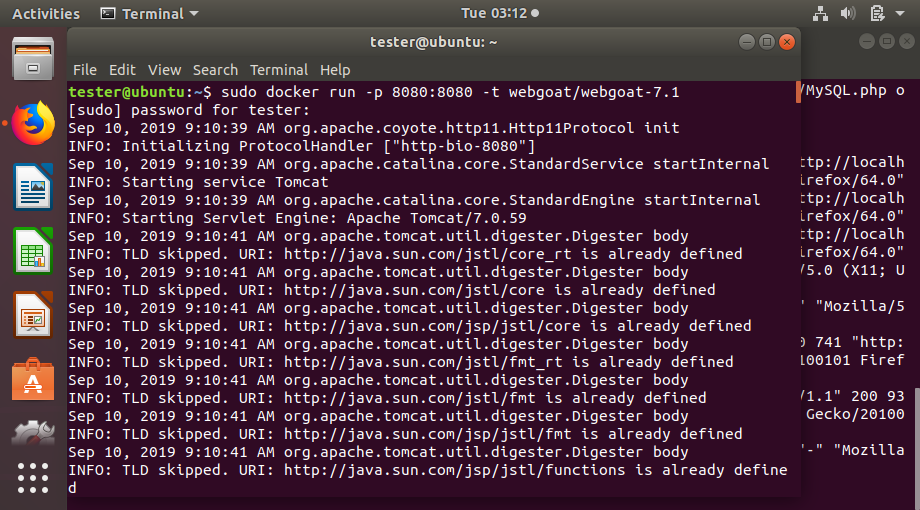 Activities Terminal Tue 03:12
tester@ubuntu: ~
File Edit View Search Terminal Help
tester@ubuntu:~$ sudo docker run -p 8080:8080 -t webgoat/webgoat-7.1
[sudo] password for tester:
Sep 10, 2019 9:10:39 AM org.apache.coyote.http11.Http11Protocol init
INFO: Initializing ProtocolHandler ["http-bio-8080"]
Sep 10, 2019 9:10:39 AM org.apache.catalina.core.StandardService startInternal
INFO: Starting service Tomcat
Sep 10, 2019 9:10:39 AM org.apache.catalina.core.StandardEngine startInternal
INFO: Starting Servlet Engine: Apache Tomcat/7.0.59
Sep 10, 2019 9:10:41 AM org.apache.tomcat.util.digester.Digester body
INFO: TLD skipped. URI: http://java.sun.com/jstl/core_rt is already defined
Sep 10, 2019 9:10:41 AM org.apache.tomcat.util.digester.Digester body
INFO: TLD skipped. URI: http://java.sun.com/jstl/core is already defined
Sep 10, 2019 9:10:41 AM org.apache.tomcat.util.digester.Digester body
INFO: TLD skipped. URI: http://java.sun.com/jsp/jstl/core is already defined
Sep 10, 2019 9:10:41 AM org.apache.tomcat.util.digester.Digester body
INFO: TLD skipped. URI: http://java.sun.com/jstl/fmt_rt is already defined
Sep 10, 2019 9:10:41 AM org.apache.tomcat.util.digester.Digester body
INFO: TLD skipped. URI: http://java.sun.com/jstl/fmt is already defined
Sep 10, 2019 9:10:41 AM org.apache.tomcat.util.digester.Digester body
INFO: TLD skipped. URI: http://java.sun.com/jsp/jstl/fmt is already defined
Sep 10, 2019 9:10:41 AM org.apache.tomcat.util.digester.Digester body
INFO: TLD skipped. URI: http://java.sun.com/jsp/jstl/functions is already define
d
/MySQL.php o
ttp://localh
irefox/64.0"
ttp://localh
irefox/64.0"
ttp://localh
irefox/64.0"
/5.0 (X11; U
" "Mozilla/5
0 741 "http:
100101 Firef
/1.1" 200 93
Gecko/20100
"-" "Mozilla